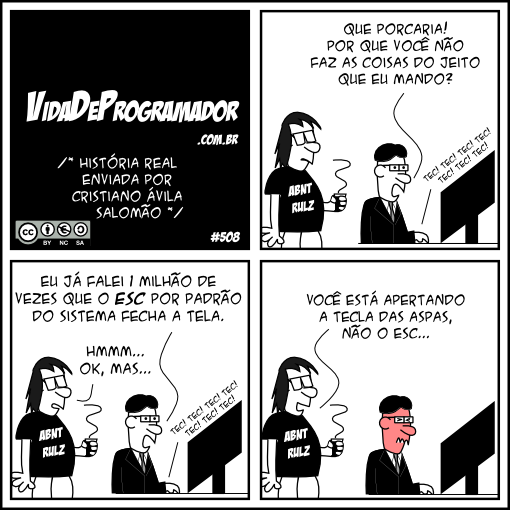 VidaDeProgramador
.com.br
/* HISTÓRIA REAL
ENVIADA POR
CRISTIANO ÁVILA
SALOMÃO */
cc
BY NC SA
#508
QUE PORCARIA!
POR QUE VOCÊ NÃO
FAZ AS COISAS DO JEITO
QUE EU MANDO?
TEC! TEC! TEC! TEC!
TEC! TEC! TEC!
ABNT
RULZ
EU JÁ FALEI 1 MILHÃO DE
VEZES QUE O ESC POR PADRÃO
DO SISTEMA FECHA A TELA.
HMMM...
OK, MAS...
TEC! TEC! TEC! TEC!
TEC! TEC! TEC!
ABNT
RULZ
VOCÊ ESTÁ APERTANDO
A TECLA DAS ASPAS,
NÃO O ESC...
ABNT
RULZ